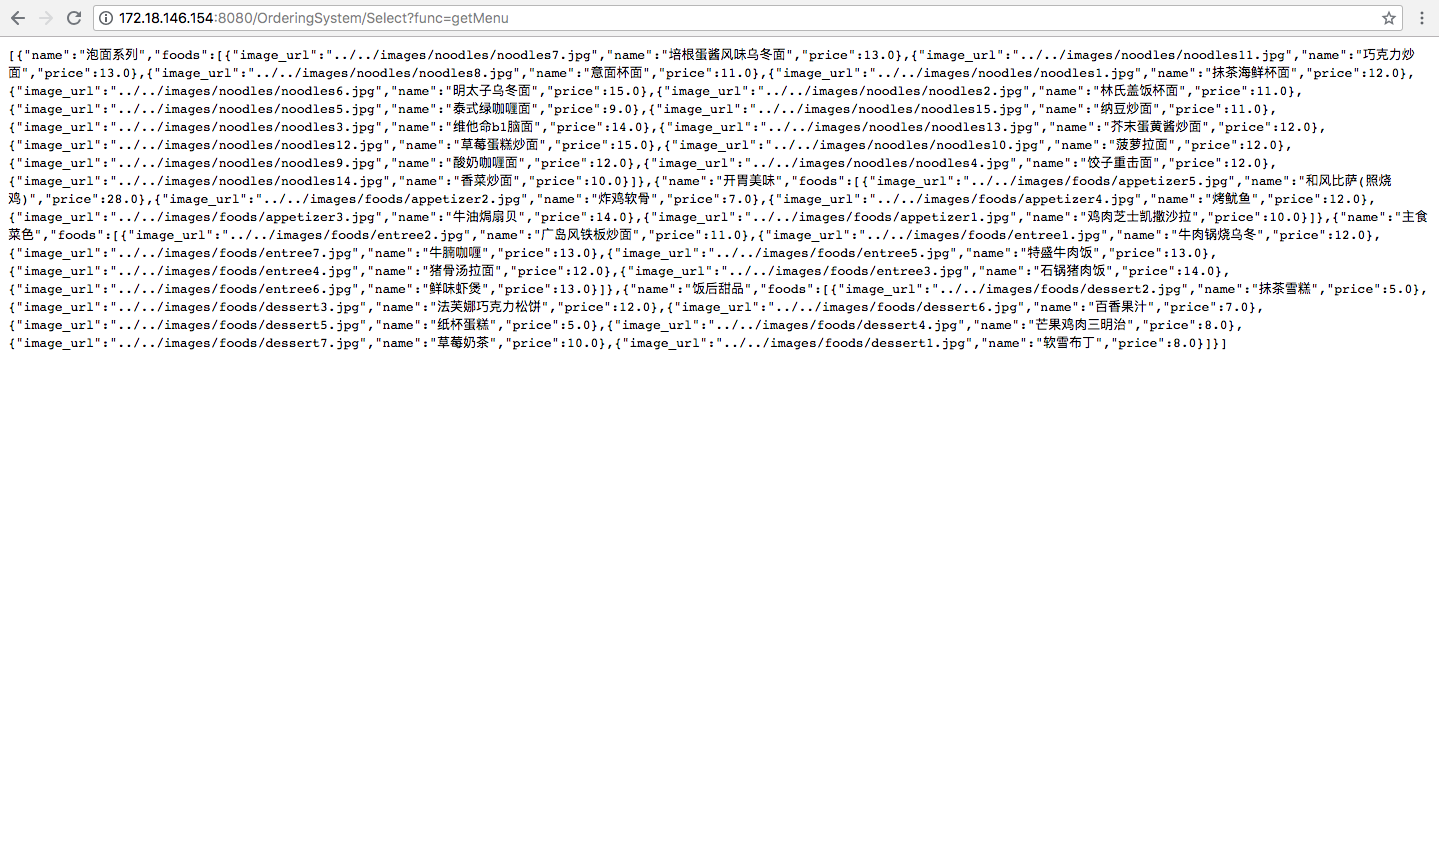 172.18.146.154:8080/OrderingSystem/Select?func=getMenu
[{"name":"泡面系列","foods":[{"image_url":"../../images/noodles/noodles7.jpg","name":"培根蛋酱风味乌冬面","price":13.0},{"image_url":"../../images/noodles/noodles11.jpg","name":"巧克力炒
面","price":13.0},{"image_url":"../../images/noodles/noodles8.jpg","name":"意面杯面","price":11.0},{"image_url":"../../images/noodles/noodles1.jpg","name":"抹茶海鲜杯面","price":12.0},
{"image_url":"../../images/noodles/noodles6.jpg","name":"明太子乌冬面","price":15.0},{"image_url":"../../images/noodles/noodles2.jpg","name":"林氏盖饭杯面","price":11.0},
{"image_url":"../../images/noodles/noodles5.jpg","name":"泰式绿咖喱面","price":9.0},{"image_url":"../../images/noodles/noodles15.jpg","name":"纳豆炒面","price":11.0},
{"image_url":"../../images/noodles/noodles3.jpg","name":"维他命b1脑面","price":14.0},{"image_url":"../../images/noodles/noodles13.jpg","name":"芥末蛋黄酱炒面","price":12.0},
{"image_url":"../../images/noodles/noodles12.jpg","name":"草莓蛋糕炒面","price":15.0},{"image_url":"../../images/noodles/noodles10.jpg","name":"菠萝拉面","price":12.0},
{"image_url":"../../images/noodles/noodles9.jpg","name":"酸奶咖喱面","price":12.0},{"image_url":"../../images/noodles/noodles4.jpg","name":"饺子重击面","price":12.0},
{"image_url":"../../images/noodles/noodles14.jpg","name":"香菜炒面","price":10.0}]},{"name":"开胃美味","foods":[{"image_url":"../../images/foods/appetizer5.jpg","name":"和风比萨(照烧
鸡)","price":28.0},{"image_url":"../../images/foods/appetizer2.jpg","name":"炸鸡软骨","price":7.0},{"image_url":"../../images/foods/appetizer4.jpg","name":"烤鱿鱼","price":12.0},
{"image_url":"../../images/foods/appetizer3.jpg","name":"牛油焗扇贝","price":14.0},{"image_url":"../../images/foods/appetizer1.jpg","name":"鸡肉芝士凯撒沙拉","price":10.0}]},{"name":"主食
菜色","foods":[{"image_url":"../../images/foods/entree2.jpg","name":"广岛风铁板炒面","price":11.0},{"image_url":"../../images/foods/entree1.jpg","name":"牛肉锅烧乌冬","price":12.0},
{"image_url":"../../images/foods/entree7.jpg","name":"牛腩咖喱","price":13.0},{"image_url":"../../images/foods/entree5.jpg","name":"特盛牛肉饭","price":13.0},
{"image_url":"../../images/foods/entree4.jpg","name":"猪骨汤拉面","price":12.0},{"image_url":"../../images/foods/entree3.jpg","name":"石锅猪肉饭","price":14.0},
{"image_url":"../../images/foods/entree6.jpg","name":"鲜味虾煲","price":13.0}]},{"name":"饭后甜品","foods":[{"image_url":"../../images/foods/dessert2.jpg","name":"抹茶雪糕","price":5.0},
{"image_url":"../../images/foods/dessert3.jpg","name":"法芙娜巧克力松饼","price":12.0},{"image_url":"../../images/foods/dessert6.jpg","name":"百香果汁","price":7.0},
{"image_url":"../../images/foods/dessert5.jpg","name":"纸杯蛋糕","price":5.0},{"image_url":"../../images/foods/dessert4.jpg","name":"芒果鸡肉三明治","price":8.0},
{"image_url":"../../images/foods/dessert7.jpg","name":"草莓奶茶","price":10.0},{"image_url":"../../images/foods/dessert1.jpg","name":"软雪布丁","price":8.0}]}]